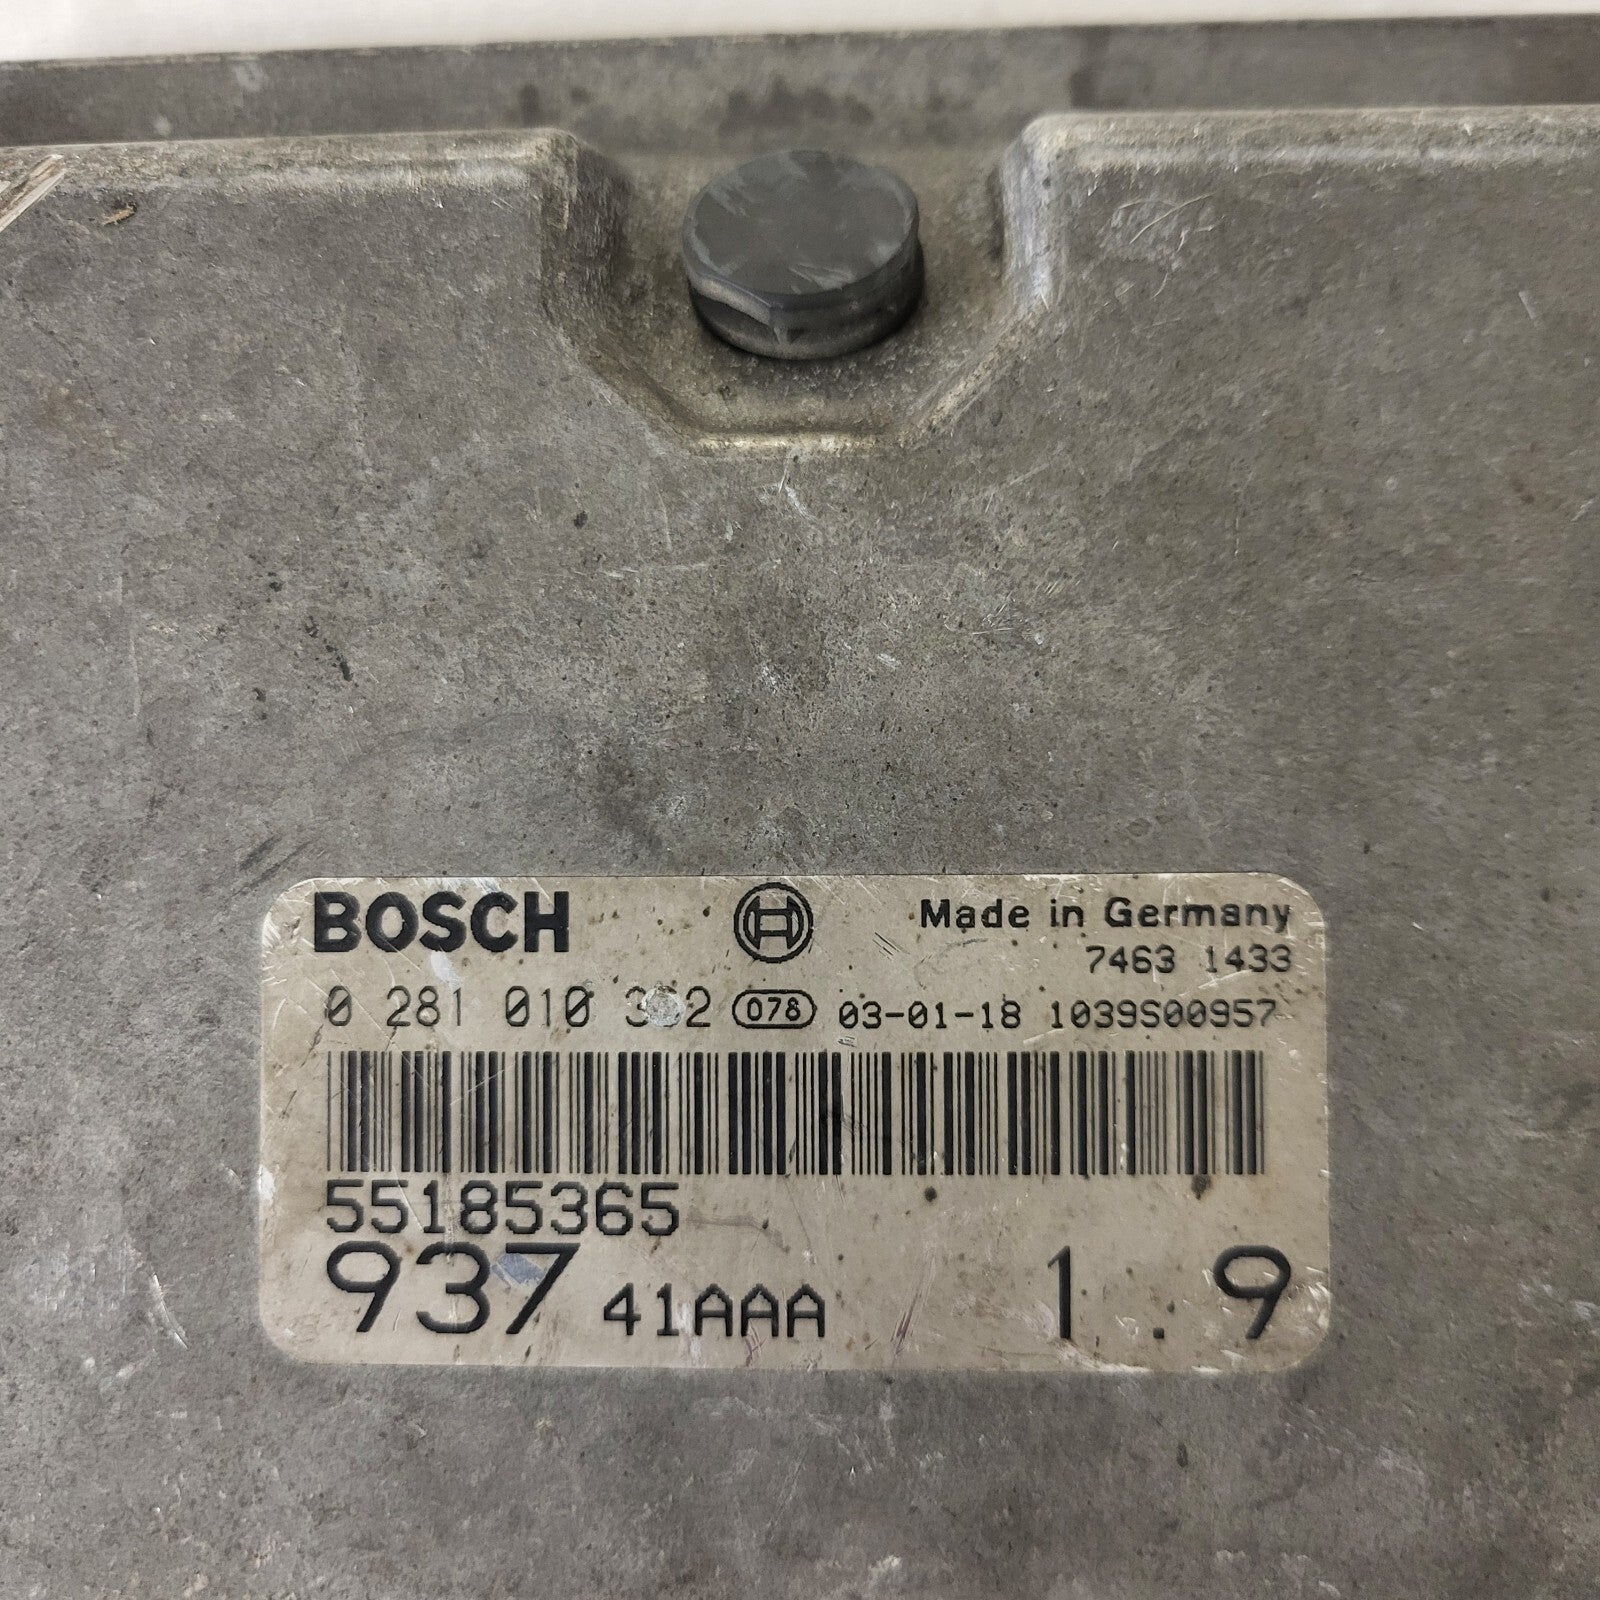 BOSCH Made in Germany
7463 1433
0 281 010 078 03-01-18 1039S00957
55185365
937 41AAA 1.9